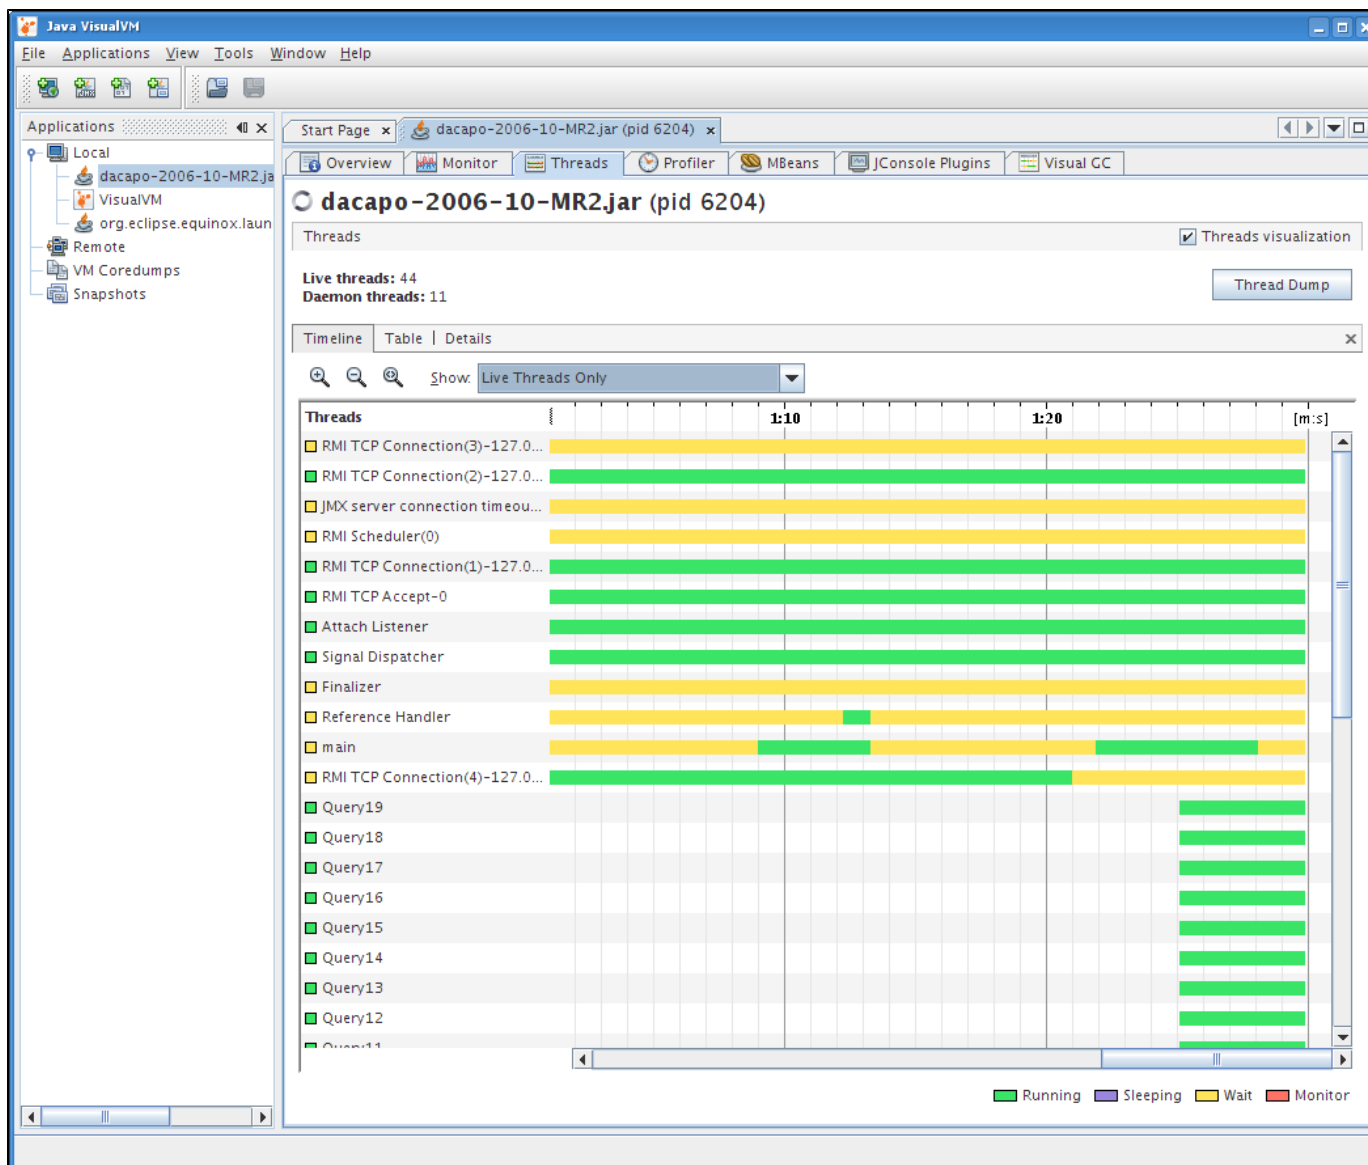 Java VisualVM
File Applications View Tools Window Help
Applications
Local
dacapo-2006-10-MR2.ja
VisualVM
org.eclipse.equinox.laun
Remote
VM Coredumps
Snapshots
Start Page dacapo-2006-10-MR2.jar (pid 6204)
Overview Monitor Threads Profiler MBeans JConsole Plugins Visual GC
dacapo-2006-10-MR2.jar (pid 6204)
Threads Threads visualization
Live threads: 44
Daemon threads: 11
Thread Dump
Timeline Table Details
Show: Live Threads Only
Threads 1:10 1:20 [m:s]
RMI TCP Connection(3)-127.0...
RMI TCP Connection(2)-127.0...
JMX server connection timeou...
RMI Scheduler(0)
RMI TCP Connection(1)-127.0...
RMI TCP Accept-0
Attach Listener
Signal Dispatcher
Finalizer
Reference Handler
main
RMI TCP Connection(4)-127.0...
Query19
Query18
Query17
Query16
Query15
Query14
Query13
Query12
Query11
Running Sleeping Wait Monitor